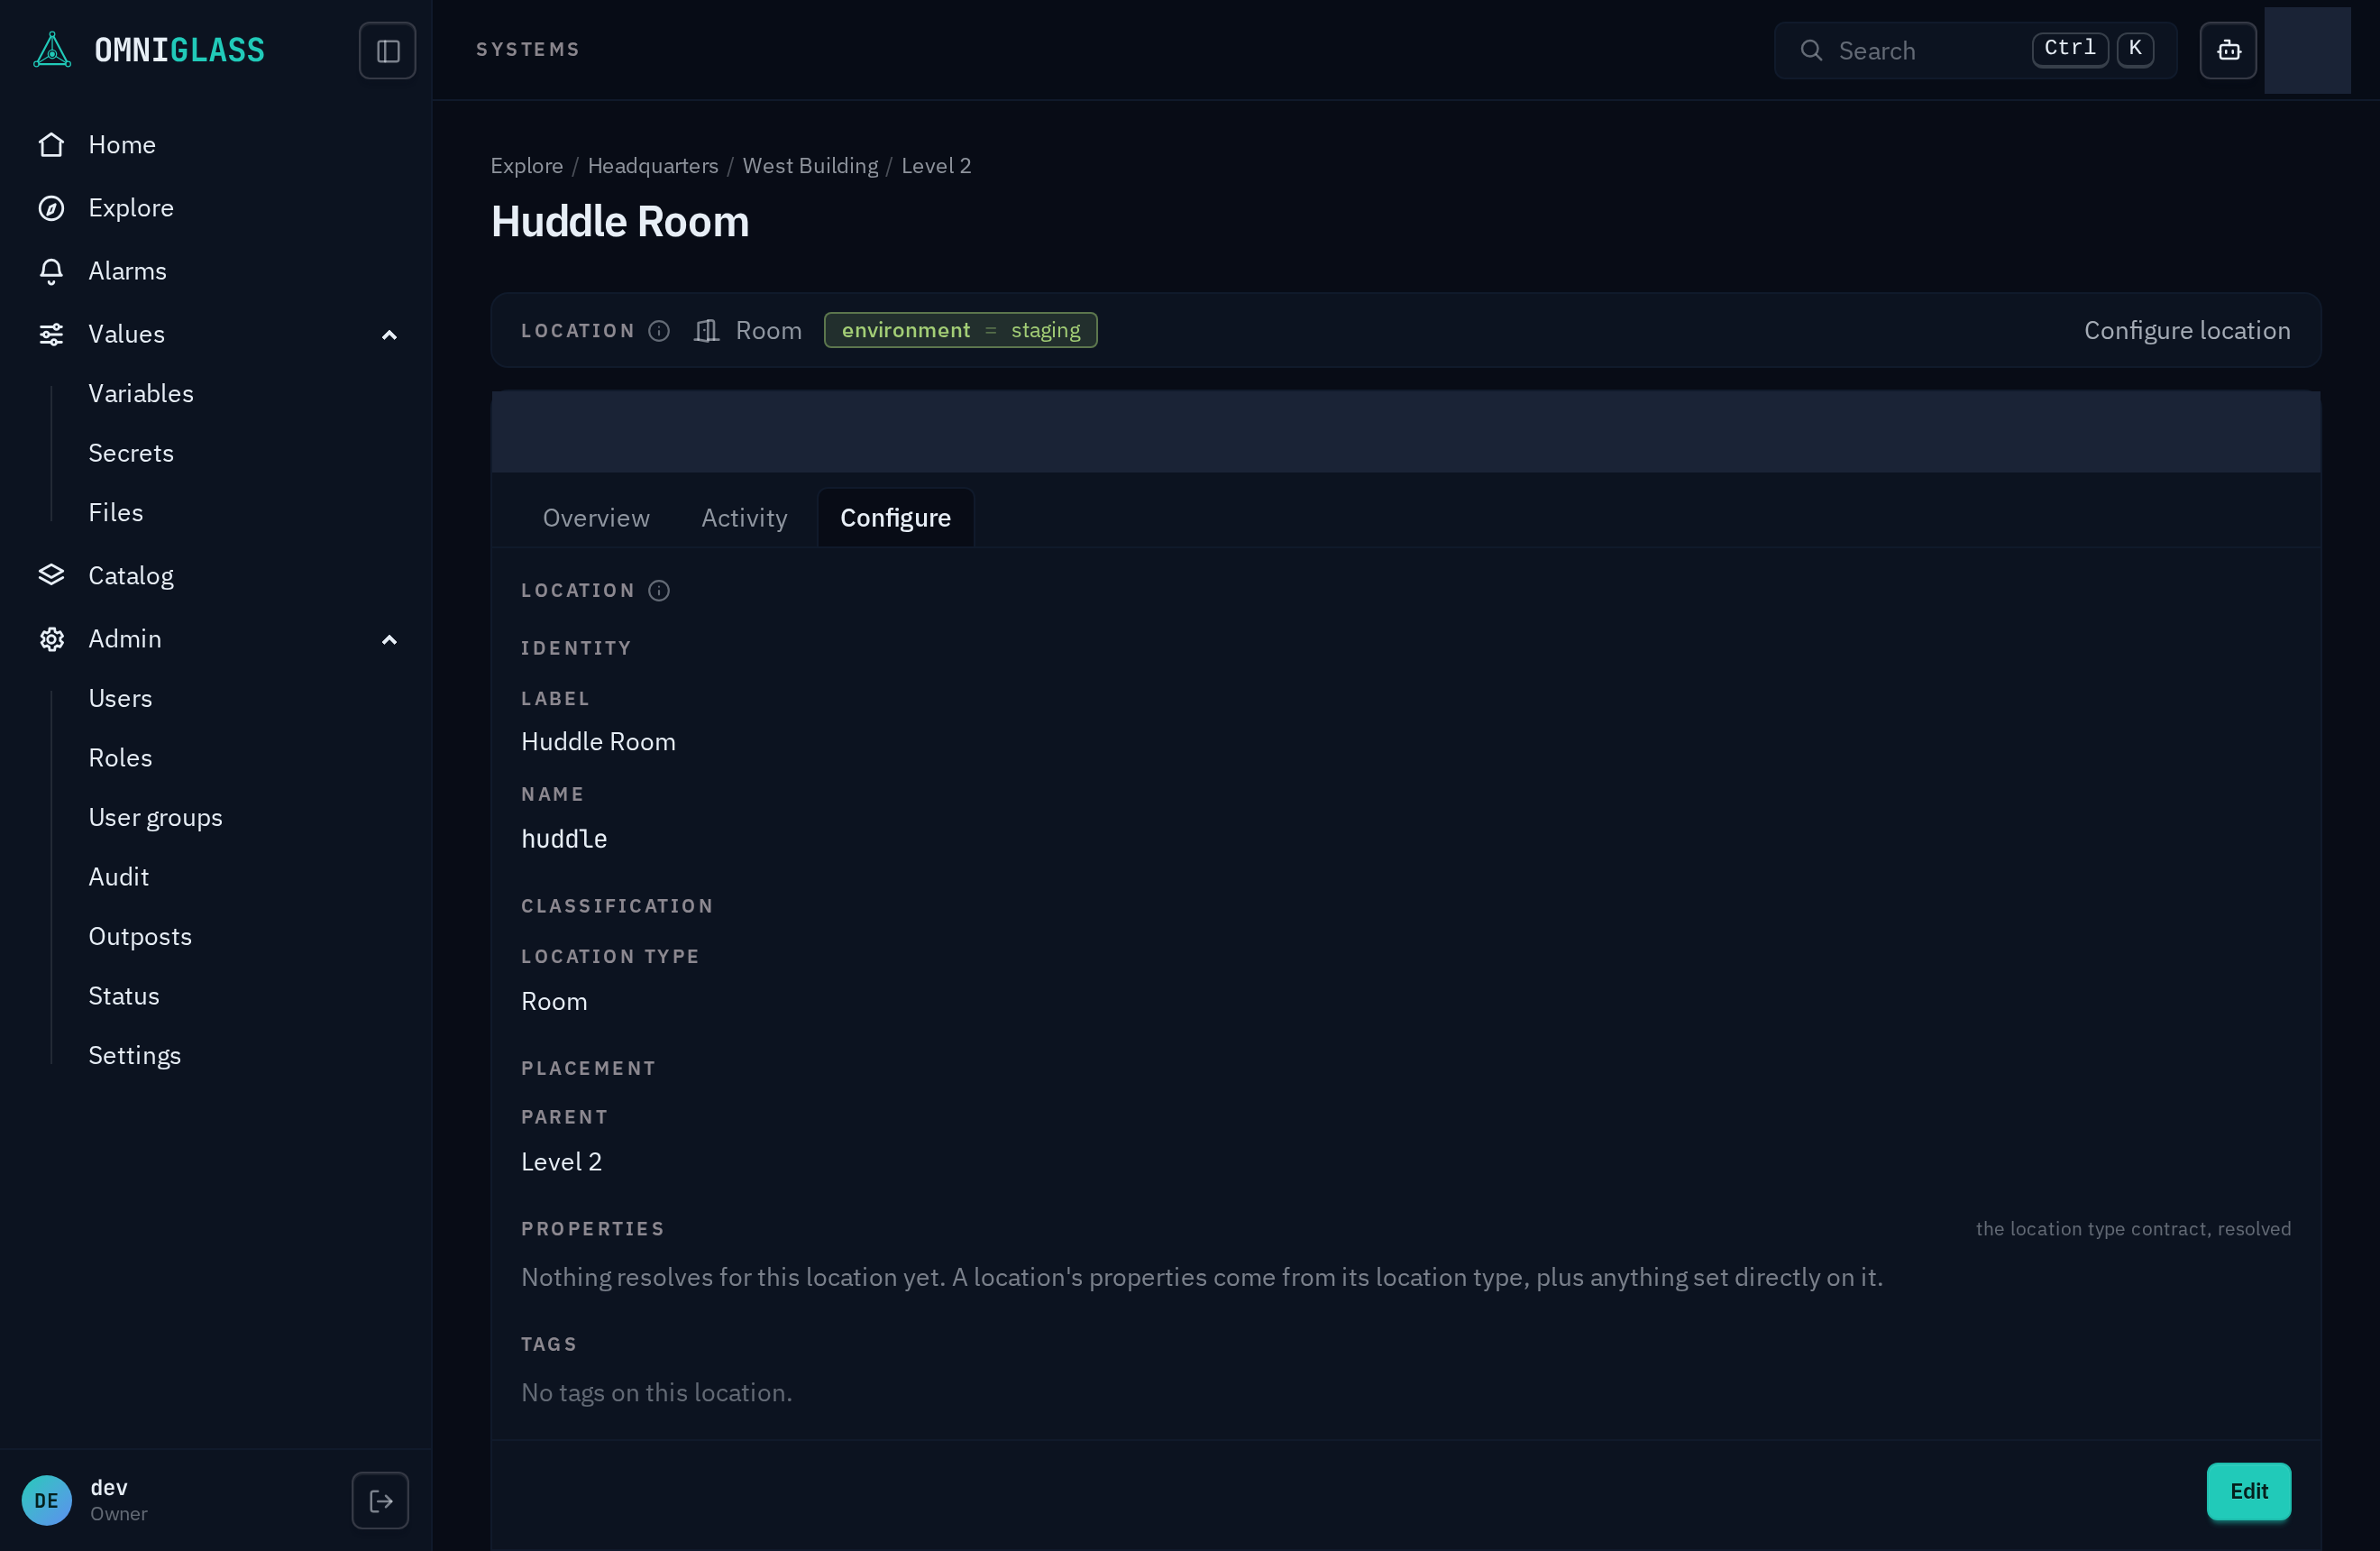 OMNIGLASS
SYSTEMS
Search
Ctrl K
Home
Explore
Alarms
Values
Variables
Secrets
Files
Catalog
Admin
Users
Roles
User groups
Audit
Outposts
Status
Settings
DE
dev
Owner
Explore / Headquarters / West Building / Level 2
Huddle Room
LOCATION Room environment = staging Configure location
Overview Activity Configure
LOCATION
IDENTITY
LABEL
Huddle Room
NAME
huddle
CLASSIFICATION
LOCATION TYPE
Room
PLACEMENT
PARENT
Level 2
PROPERTIES the location type contract, resolved
Nothing resolves for this location yet. A location's properties come from its location type, plus anything set directly on it.
TAGS
No tags on this location.
Edit